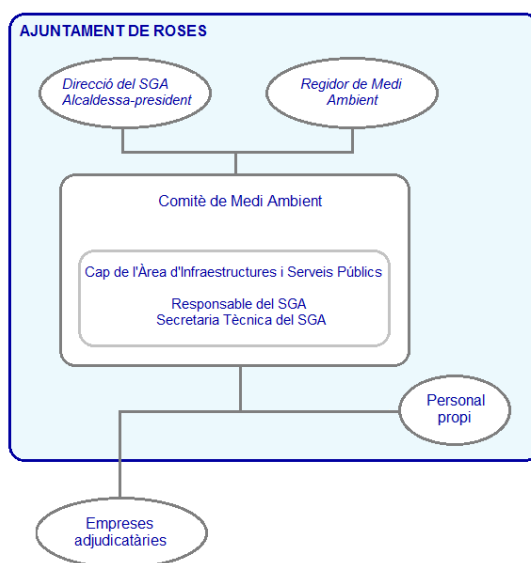 AJUNTAMENT DE ROSES
Direcció del SGA
Alcaldessa-president
Regidor de Medi
Ambient
Comitè de Medi Ambient
Cap de l'Àrea d'Infraestructures i Serveis Públics
Responsable del SGA
Secretaria Tècnica del SGA
Personal
propi
Empreses
adjudicatàries